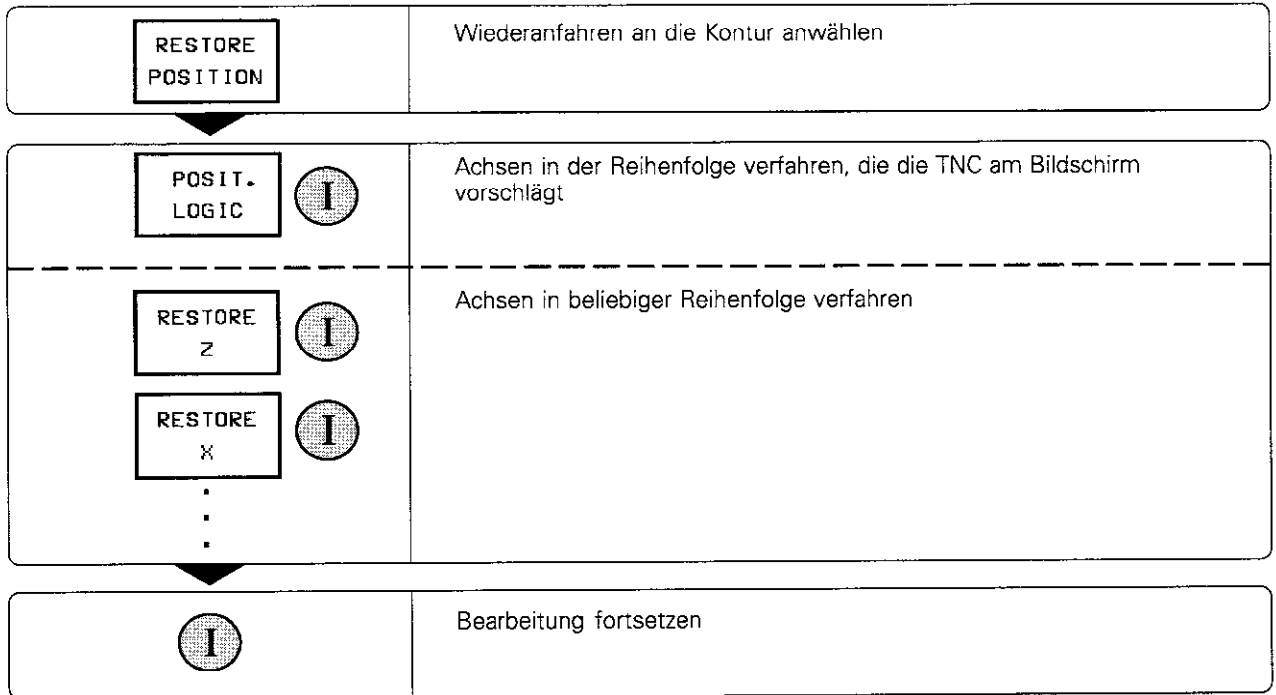 RESTORE
POSITION
Wiederanfahren an die Kontur anwählen
POSIT.
LOGIC
I
Achsen in der Reihenfolge verfahren, die die TNC am Bildschirm
vorschlägt
RESTORE
Z
I
Achsen in beliebiger Reihenfolge verfahren
RESTORE
X
I
I
Bearbeitung fortsetzen